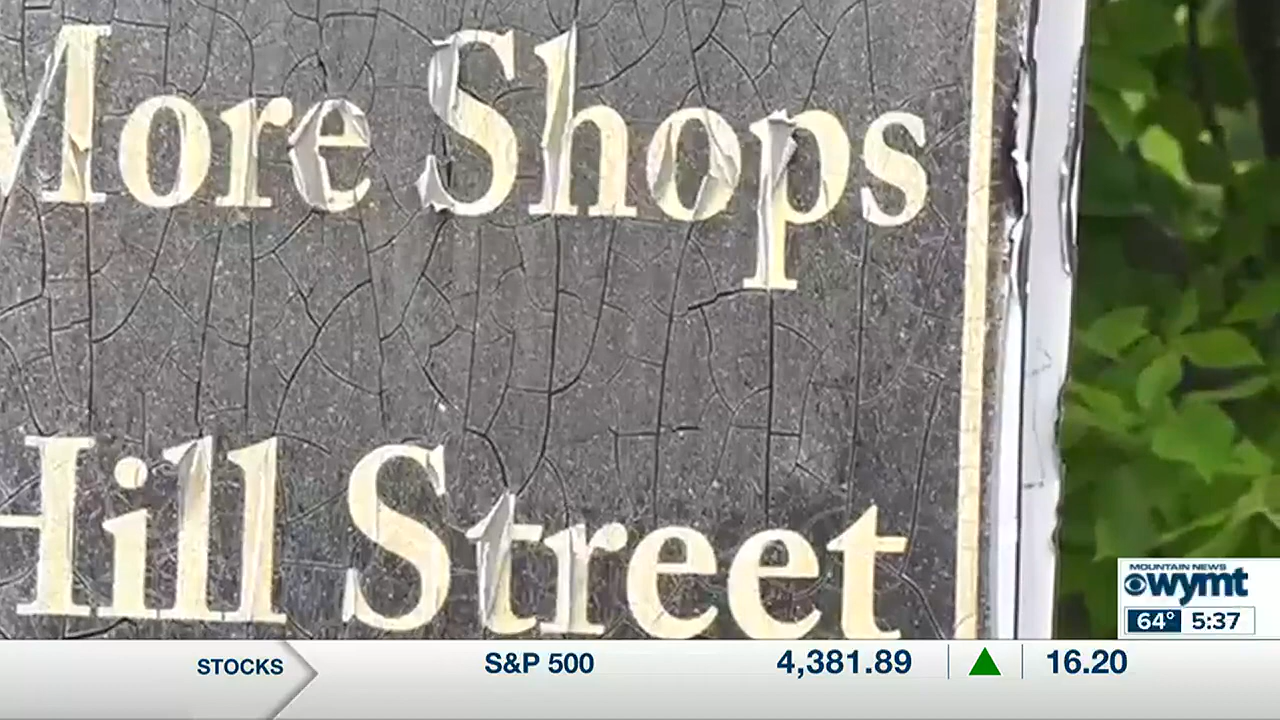 More Shops
Hill Street
MOUNTAIN NEWS
wymt
64° 5:37
STOCKS S&P 500 4,381.89 16.20